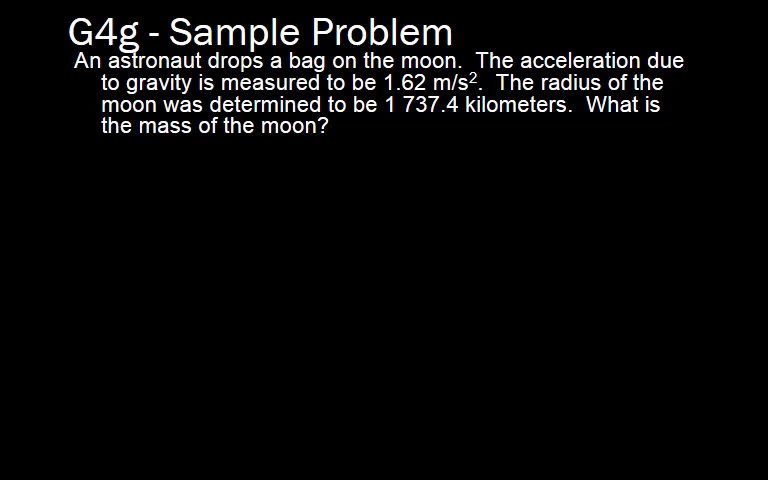 G4g - Sample Problem
An astronaut drops a bag on the moon.  The acceleration due
to gravity is measured to be 1.62 m/s².  The radius of the
moon was determined to be 1 737.4 kilometers.  What is
the mass of the moon?